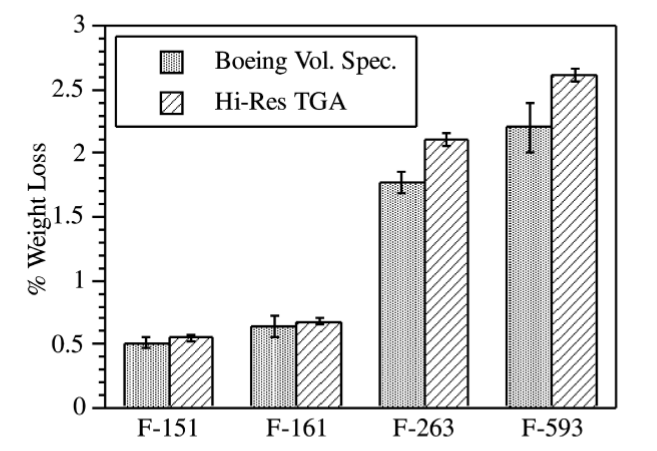 3
Boeing Vol. Spec.
2.5
Hi-Res TGA
2
% Weight Loss
1.5
1
0.5
0
F-151 F-161 F-263 F-593